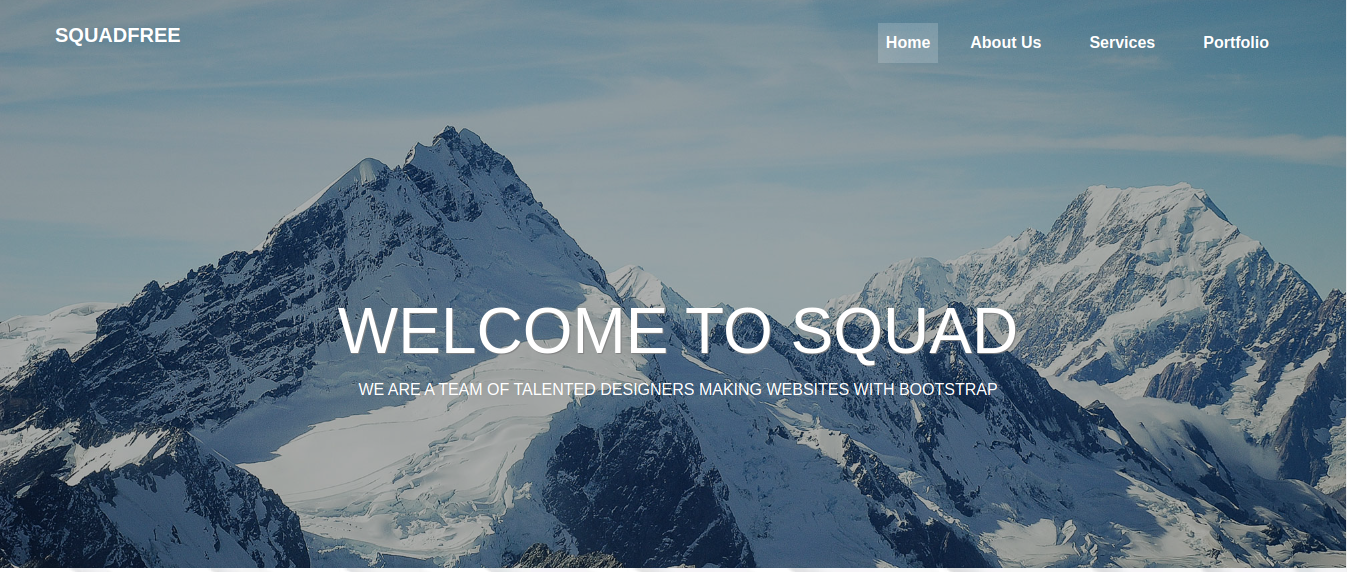 SQUADFREE
Home About Us Services Portfolio
WELCOME TO SQUAD
WE ARE A TEAM OF TALENTED DESIGNERS MAKING WEBSITES WITH BOOTSTRAP